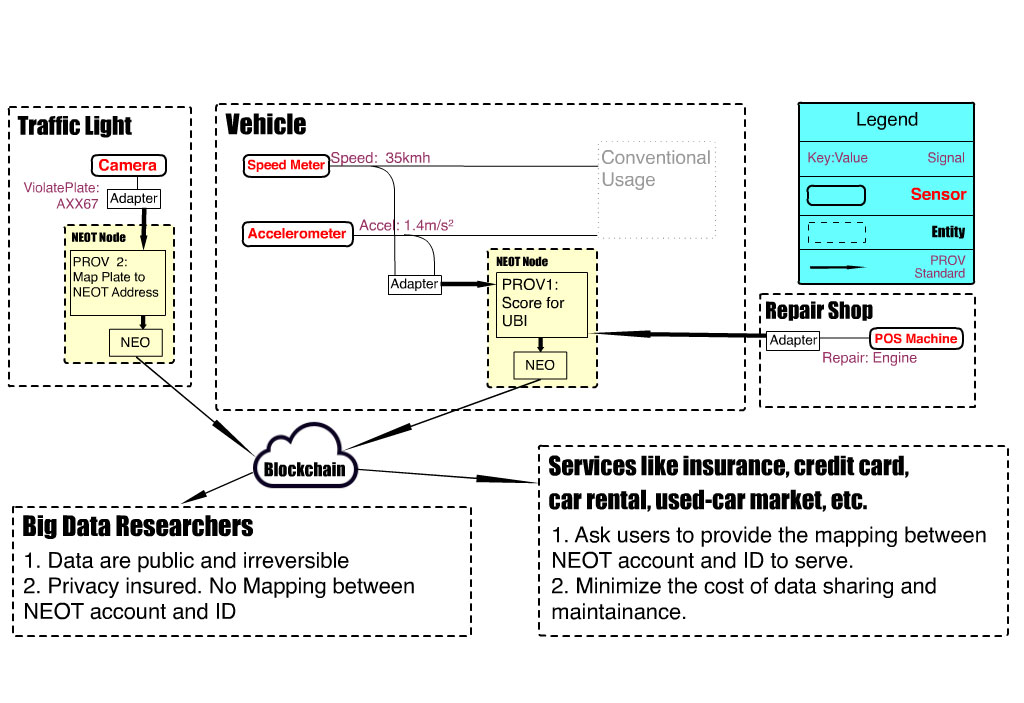 Traffic Light
Camera
ViolatePlate:
AXX67
Adapter
NEOT Node
PROV 2:
Map Plate to
NEOT Address
NEO
Vehicle
Speed Meter
Speed: 35kmh
Accelerometer
Accel: 1.4m/s²
Conventional
Usage
Adapter
NEOT Node
PROV1:
Score for
UBI
NEO
Legend
Key:Value
Signal
Sensor
Entity
PROV
Standard
Repair Shop
Adapter
POS Machine
Repair: Engine
Blockchain
Big Data Researchers
1. Data are public and irreversible
2. Privacy insured. No Mapping between
NEOT account and ID
Services like insurance, credit card,
car rental, used-car market, etc.
1. Ask users to provide the mapping between
NEOT account and ID to serve.
2. Minimize the cost of data sharing and
maintainance.